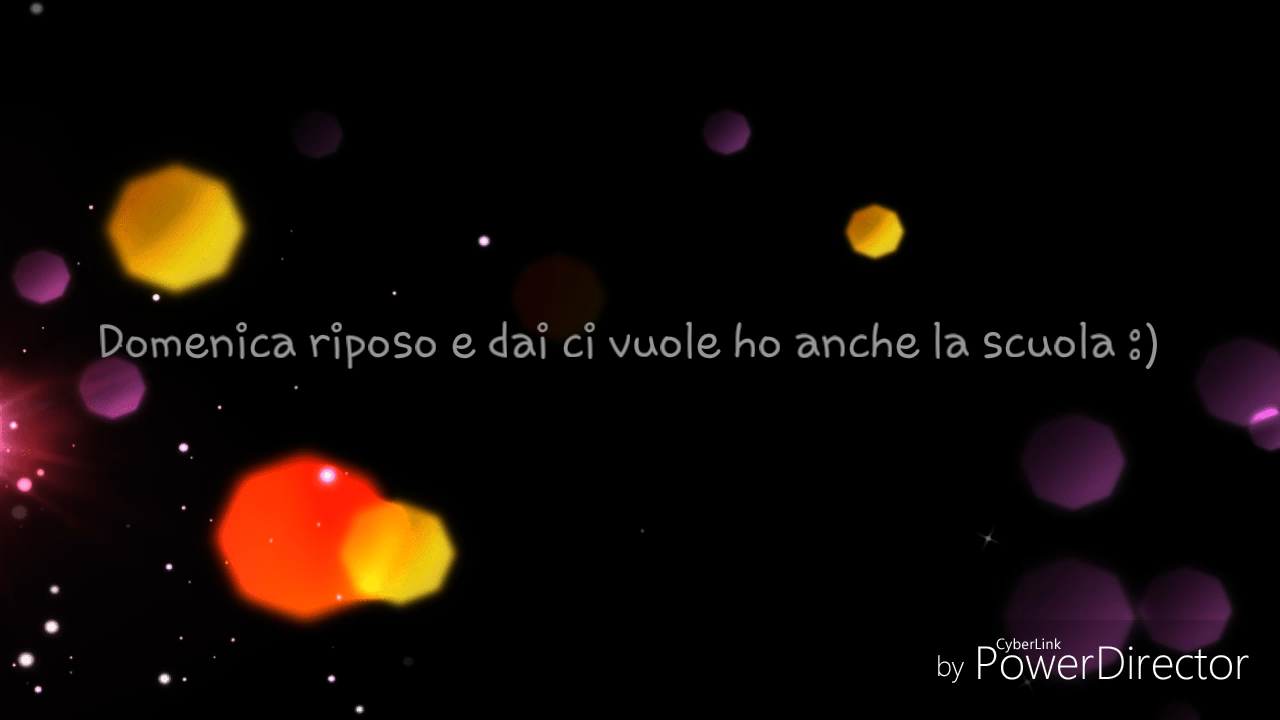 Domenica riposo e dai ci vuole ho anche la scuola :)
CyberLink
by PowerDirector